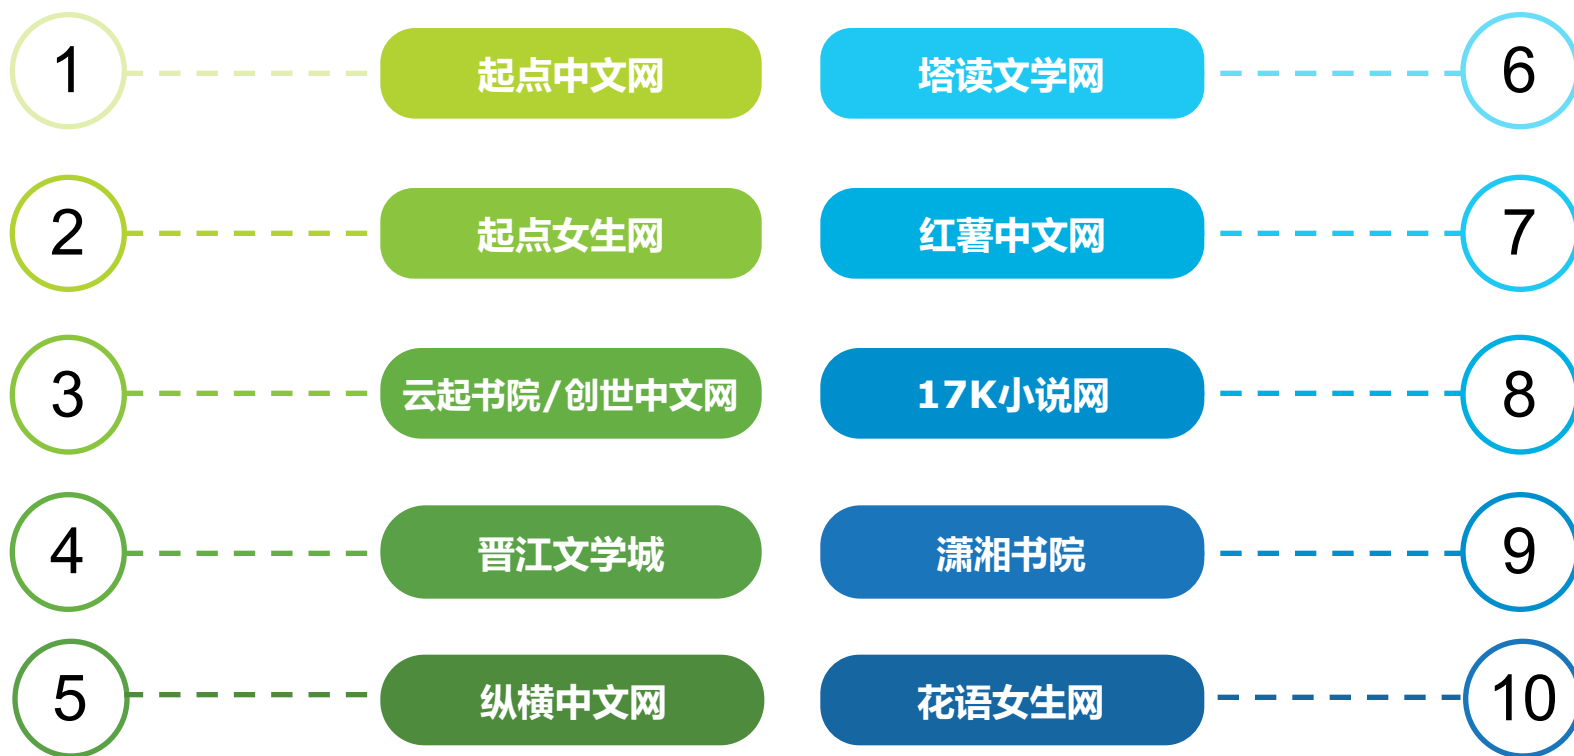 1
起点中文网
2
起点女生网
3
云起书院/创世中文网
4
晋江文学城
5
纵横中文网
塔读文学网
6
红薯中文网
7
17K小说网
8
潇湘书院
9
花语女生网
10